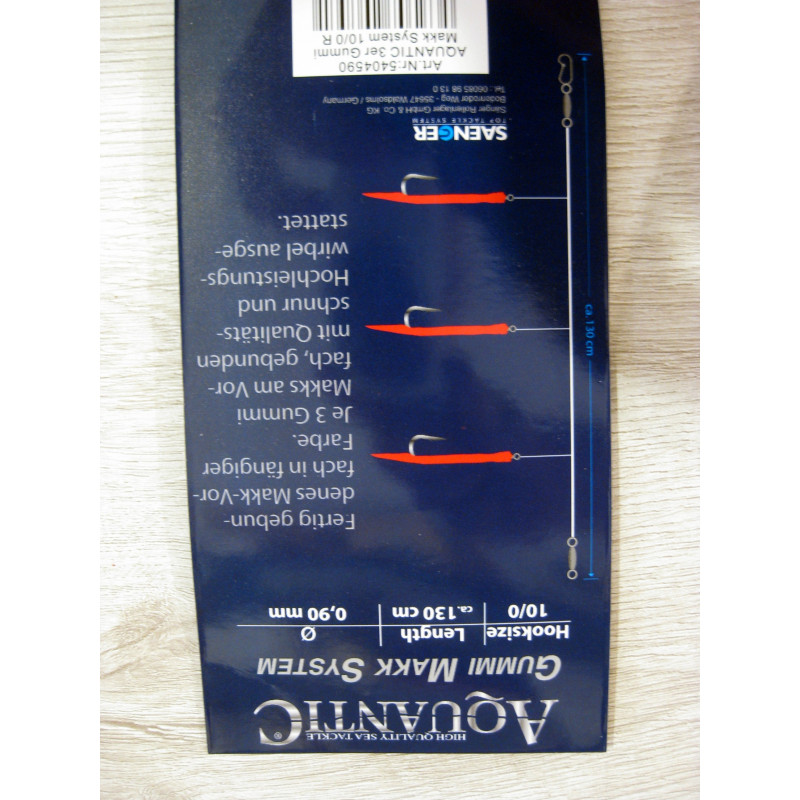 HIGH QUALITY SEA TACKLE
AQUANTIC®
GUMMI MAKK SYSTEM
Hooksize Length Ø
10/0 ca.130 cm 0,90 mm
Fertig gebun-
denes Makk-Vor-
fach in fängiger
Farbe.
Je 3 Gummi
Makks am Vor-
fach, gebunden
mit Qualitäts-
schnur und
Hochleistungs-
wirbel ausge-
stattet.
ca. 130 cm
SAENGER
TOP TACKLE SYSTEM
Sänger Rollenlager GmbH & Co. KG
Bodenroder Weg - 35647 Waldsolms / Germany
Tel.: 06085 98 13 0
Art.Nr:5404590
AQUANTIC 3er Gummi
Makk System 10/0 R